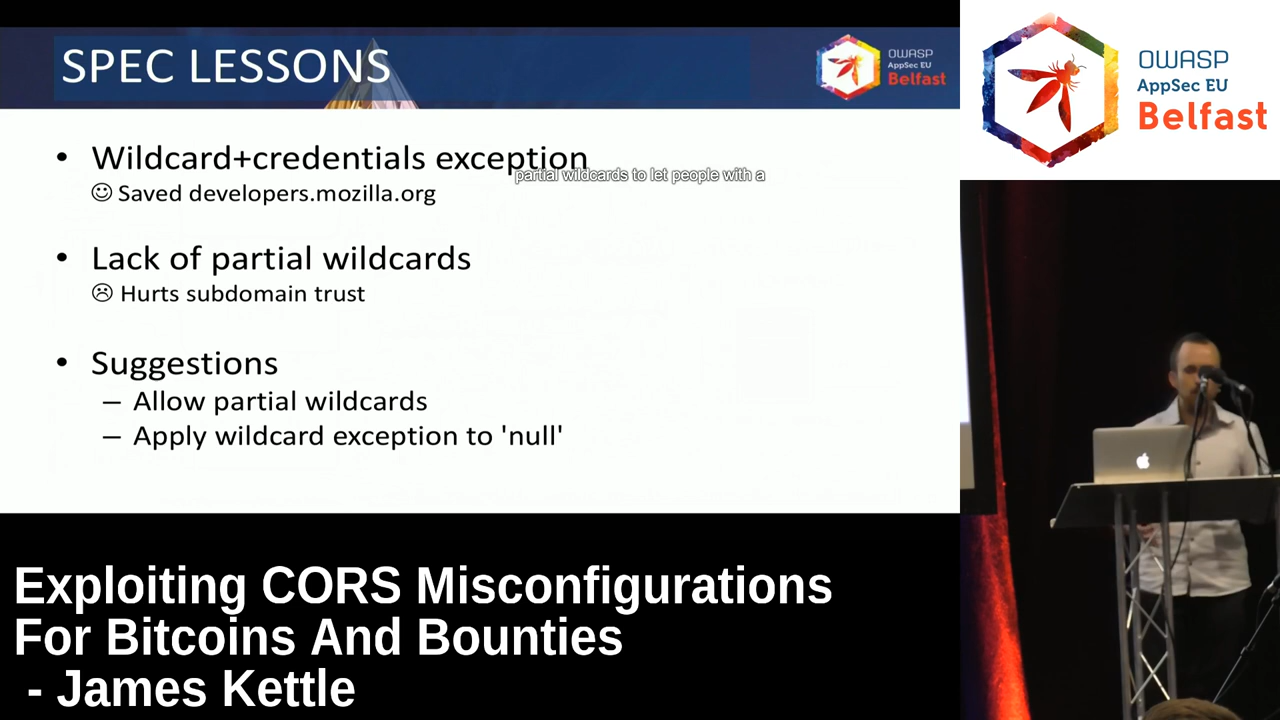 SPEC LESSONS
OWASP
AppSec EU
Belfast
• Wildcard+credentials exception
partial wildcards to let people with a
☺ Saved developers.mozilla.org
• Lack of partial wildcards
☹ Hurts subdomain trust
• Suggestions
– Allow partial wildcards
– Apply wildcard exception to 'null'
OWASP
AppSec EU
Belfast
Exploiting CORS Misconfigurations
For Bitcoins And Bounties
- James Kettle